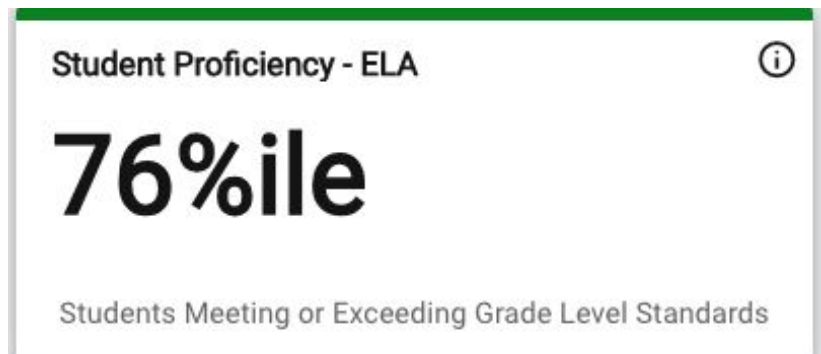 Student Proficiency - ELA
76%ile
Students Meeting or Exceeding Grade Level Standards